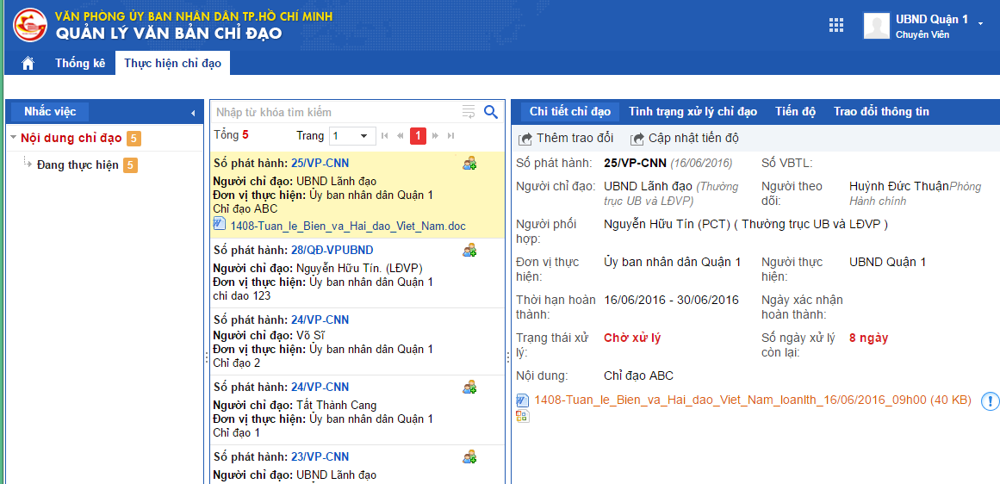 VĂN PHÒNG ỦY BAN NHÂN DÂN TP.HỒ CHÍ MINH
QUẢN LÝ VĂN BẢN CHỈ ĐẠO
UBND Quận 1
Chuyên Viên
Thống kê
Thực hiện chỉ đạo
Nhắc việc
Nội dung chỉ đạo 5
Đang thực hiện 5
Nhập từ khóa tìm kiếm
Tổng 5 Trang 1 1
Số phát hành: 25/VP-CNN
Người chỉ đạo: UBND Lãnh đạo
Đơn vị thực hiện: Ủy ban nhân dân Quận 1
Chỉ đạo ABC
1408-Tuan_le_Bien_va_Hai_dao_Viet_Nam.doc
Số phát hành: 28/QĐ-VPUBND
Người chỉ đạo: Nguyễn Hữu Tín. (LĐVP)
Đơn vị thực hiện: Ủy ban nhân dân Quận 1
chi dao 123
Số phát hành: 24/VP-CNN
Người chỉ đạo: Võ Sĩ
Đơn vị thực hiện: Ủy ban nhân dân Quận 1
Chỉ đạo 2
Số phát hành: 24/VP-CNN
Người chỉ đạo: Tất Thành Cang
Đơn vị thực hiện: Ủy ban nhân dân Quận 1
Chỉ đạo 1
Số phát hành: 23/VP-CNN
Người chỉ đạo: UBND Lãnh đạo
Chi tiết chỉ đạo Tình trạng xử lý chỉ đạo Tiến độ Trao đổi thông tin
Thêm trao đổi Cập nhật tiến độ
Số phát hành: 25/VP-CNN (16/06/2016) Số VBTL:
Người chỉ đạo: UBND Lãnh đạo (Thường Người theo Huỳnh Đức ThuậnPhòng
trục UB và LĐVP) dõi: Hành chính
Người phối Nguyễn Hữu Tín (PCT) ( Thường trục UB và LĐVP )
hợp:
Đơn vị thực Ủy ban nhân dân Quận 1 Người thực UBND Quận 1
hiện: hiện:
Thời hạn hoàn 16/06/2016 - 30/06/2016 Ngày xác nhận
thành: hoàn thành:
Trạng thái xử Chờ xử lý Số ngày xử lý 8 ngày
lý: còn lại:
Nội dung: Chỉ đạo ABC
1408-Tuan_le_Bien_va_Hai_dao_Viet_Nam_loanlth_16/06/2016_09h00 (40 KB)